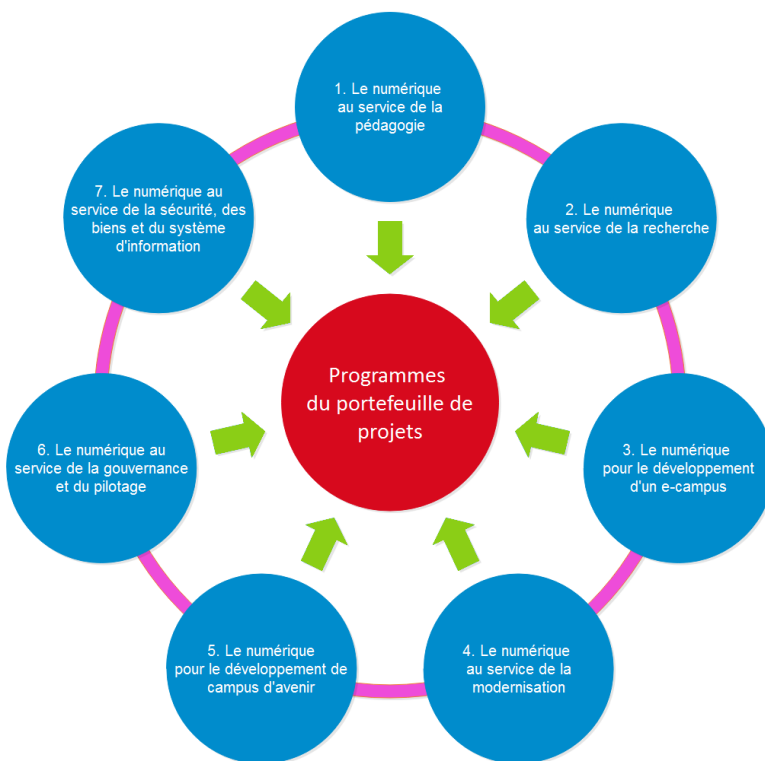 1. Le numérique
au service de la
pédagogie
2. Le numérique
au service de la recherche
3. Le numérique
pour le développement
d'un e-campus
4. Le numérique
au service de la
modernisation
5. Le numérique
pour le développement de
campus d'avenir
6. Le numérique au
service de la gouvernance
et du pilotage
7. Le numérique au
service de la sécurité, des
biens et du système
d'information
Programmes
du portefeuille de
projets